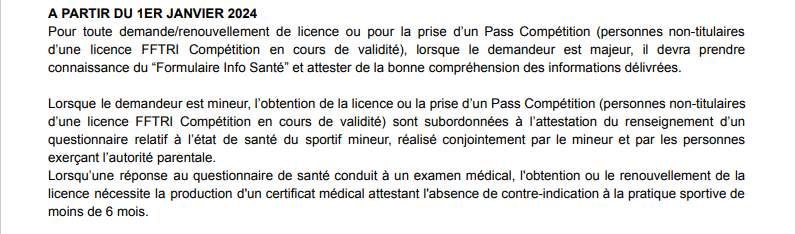 A PARTIR DU 1ER JANVIER 2024
Pour toute demande/renouvellement de licence ou pour la prise d'un Pass Compétition (personnes non-titulaires
d'une licence FFTRI Compétition en cours de validité), lorsque le demandeur est majeur, il devra prendre
connaissance du “Formulaire Info Santé” et attester de la bonne compréhension des informations délivrées.
Lorsque le demandeur est mineur, l'obtention de la licence ou la prise d'un Pass Compétition (personnes non-titulaires
d'une licence FFTRI Compétition en cours de validité) sont subordonnées à l'attestation du renseignement d'un
questionnaire relatif à l'état de santé du sportif mineur, réalisé conjointement par le mineur et par les personnes
exerçant l'autorité parentale.
Lorsqu'une réponse au questionnaire de santé conduit à un examen médical, l'obtention ou le renouvellement de la
licence nécessite la production d'un certificat médical attestant l'absence de contre-indication à la pratique sportive de
moins de 6 mois.